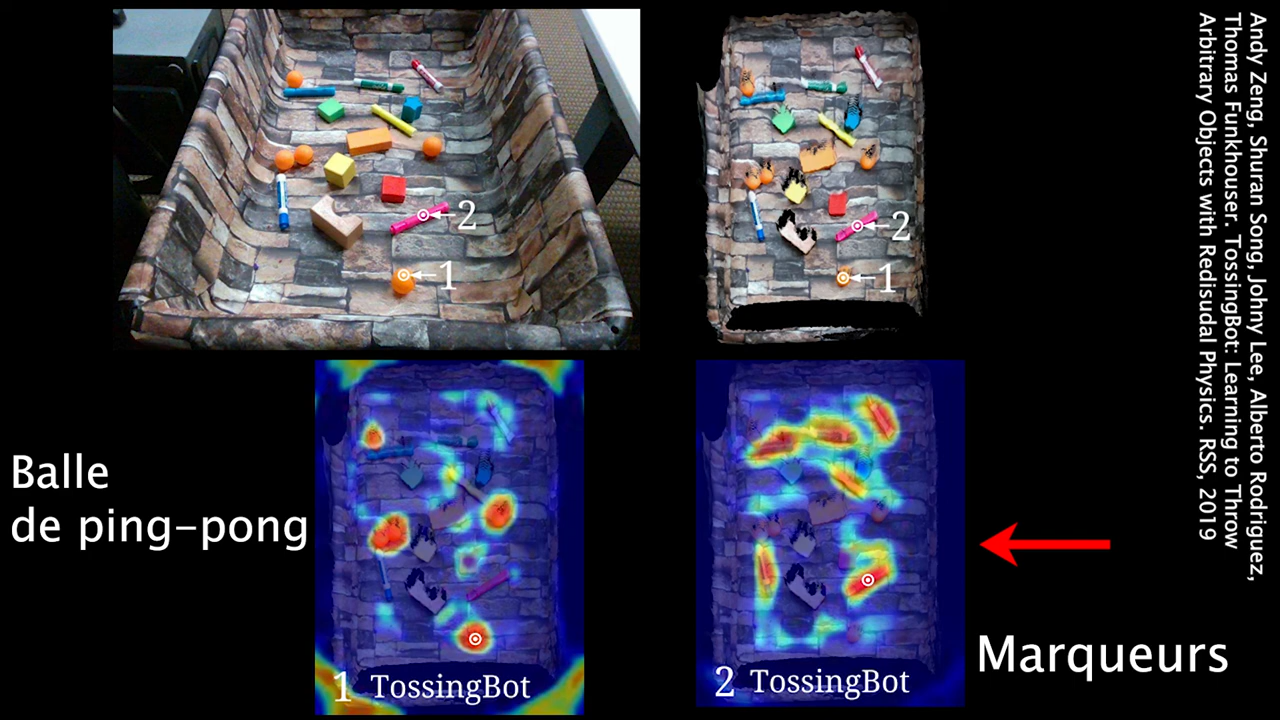 2
1
2
1
Andy Zeng, Shuran Song, Johny Lee, Alberto Rodriguez,
Thomas Funkhouser. TossingBot: Learning to Throw
Arbitrary Objects with Redisudal Physics. RSS, 2019
Balle
de ping-pong
1 TossingBot
2 TossingBot
Marqueurs